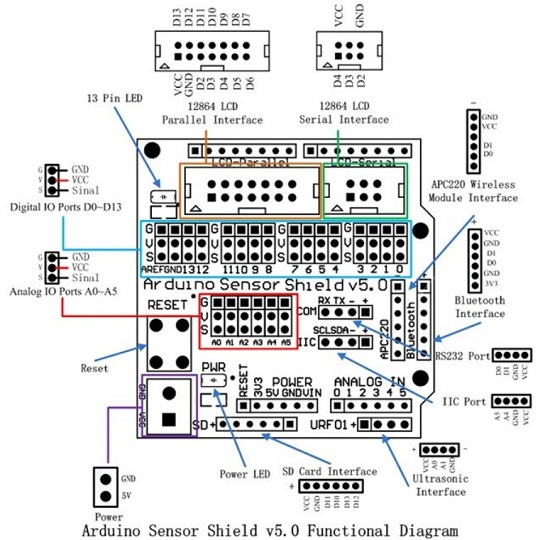 D13 D12 D11 D10 D9 D8 D7
VCC GND D2 D3 D4 D5 D6
VCC GND
D4 D3 D2
13 Pin LED
12864 LCD
Parallel Interface
12864 LCD
Serial Interface
-
GND
VCC
D1
D0
APC220 Wireless
Module Interface
G GND
V VCC
S Sinal
Digital IO Ports D0~D13
G GND
V VCC
S Sinal
Analog IO Ports A0~A5
LCD-Parallel
LCD-Serial
G
V
S
G
V
S
AREFGND1312
11 10 9 8
7 6 5 4
3 2 1 0
Arduino Sensor Shield v5.0
+
VCC
GND
D1
D0
GND
3V3
Bluetooth
Interface
RESET
G
V
S
A0 A1 A2 A3 A4 A5
COM
RX TX - +
IIC
SCLSDA- +
APC220
Bluetooth
- +
Reset
RS232 Port
D0 D1 GND VCC
IIC Port
A5 A4 GND VCC
PWR
GND VCC
RESET
3V3
POWER
5V GNDVIN
ANALOG IN
0 1 2 3 4 5
SD+
URF01+
Power LED
SD Card Interface
+
VCC GND D11 D10 D13 D12
+ -
VCC A0 A1 GND
Ultrasonic
Interface
GND
5V
Power
Arduino Sensor Shield v5.0 Functional Diagram